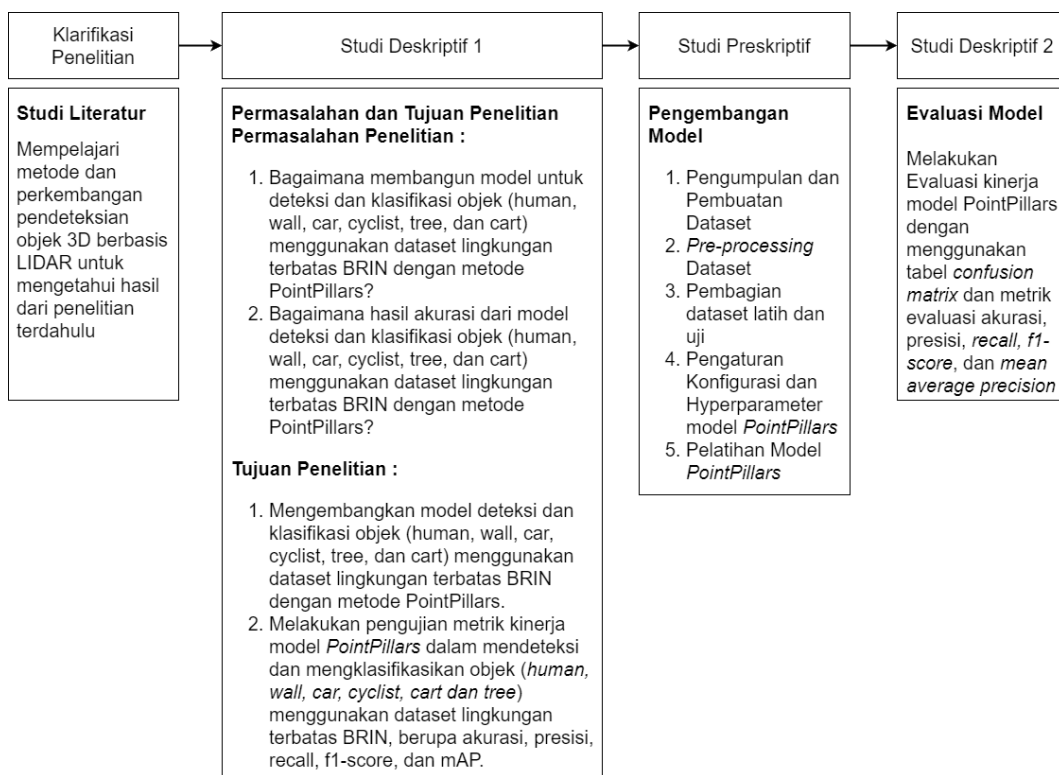 Klarifikasi
Penelitian
Studi Deskriptif 1
Studi Preskriptif
Studi Deskriptif 2
Studi Literatur
Mempelajari
metode dan
perkembangan
pendeteksian
objek 3D berbasis
LIDAR untuk
mengetahui hasil
dari penelitian
terdahulu
Permasalahan dan Tujuan Penelitian
Permasalahan Penelitian :
1. Bagaimana membangun model untuk
deteksi dan klasifikasi objek (human,
wall, car, cyclist, tree, dan cart)
menggunakan dataset lingkungan
terbatas BRIN dengan metode
PointPillars?
2. Bagaimana hasil akurasi dari model
deteksi dan klasifikasi objek (human,
wall, car, cyclist, tree, dan cart)
menggunakan dataset lingkungan
terbatas BRIN dengan metode
PointPillars?
Tujuan Penelitian :
1. Mengembangkan model deteksi dan
klasifikasi objek (human, wall, car,
cyclist, tree, dan cart) menggunakan
dataset lingkungan terbatas BRIN
dengan metode PointPillars.
2. Melakukan pengujian metrik kinerja
model PointPillars dalam mendeteksi
dan mengklasifikasikan objek (human,
wall, car, cyclist, cart dan tree)
menggunakan dataset lingkungan
terbatas BRIN, berupa akurasi, presisi,
recall, f1-score, dan mAP.
Pengembangan
Model
1. Pengumpulan dan
Pembuatan
Dataset
2. Pre-processing
Dataset
3. Pembagian
dataset latih dan
uji
4. Pengaturan
Konfigurasi dan
Hyperparameter
model PointPillars
5. Pelatihan Model
PointPillars
Evaluasi Model
Melakukan
Evaluasi kinerja
model PointPillars
dengan
menggunakan
tabel confusion
matrix dan metrik
evaluasi akurasi,
presisi, recall, f1-
score, dan mean
average precision